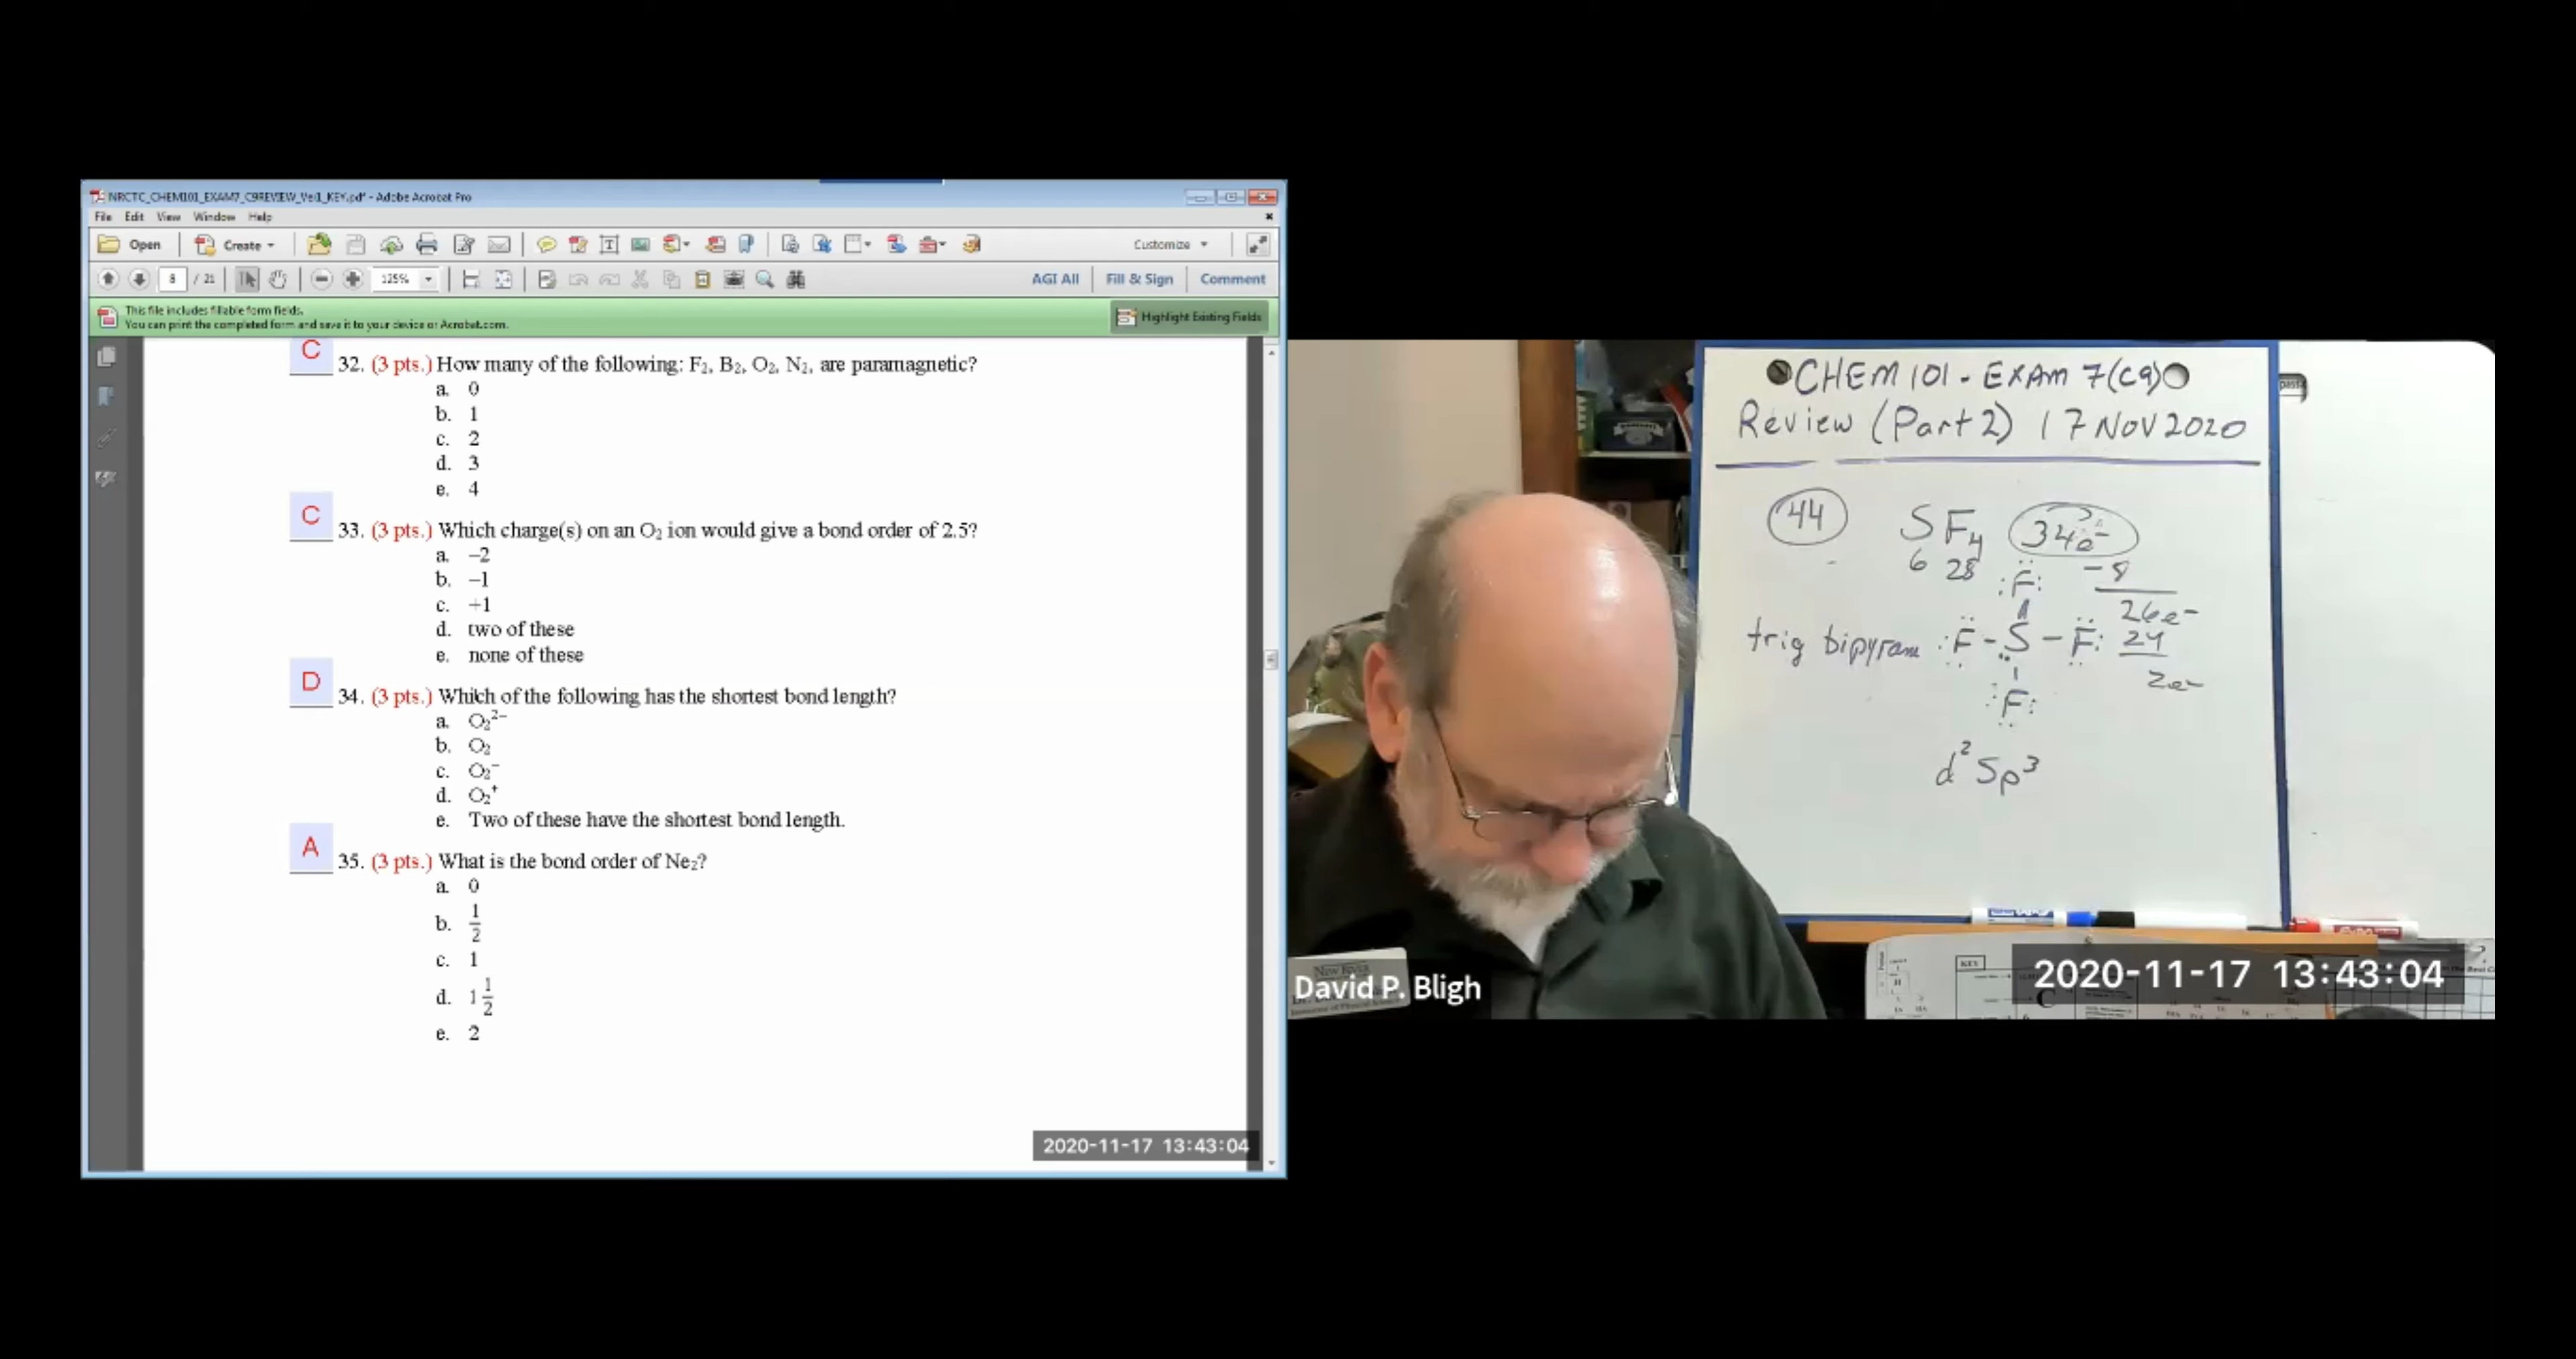 NRCTC_CHEM101_EXAM7_C9REVIEW_Ver1_KEY.pdf* - Adobe Acrobat Pro
File Edit View Window Help
Open Create Customize
8 / 21 125% AGI All Fill & Sign Comment
This file includes fillable form fields.
You can print the completed form and save it to your device or Acrobat.com.
Highlight Existing Fields
C
32. (3 pts.) How many of the following: F₂, B₂, O₂, N₂, are paramagnetic?
a. 0
b. 1
c. 2
d. 3
e. 4
C
33. (3 pts.) Which charge(s) on an O₂ ion would give a bond order of 2.5?
a. –2
b. –1
c. +1
d. two of these
e. none of these
D
34. (3 pts.) Which of the following has the shortest bond length?
a. O₂²⁻
b. O₂
c. O₂⁻
d. O₂⁺
e. Two of these have the shortest bond length.
A
35. (3 pts.) What is the bond order of Ne₂?
a. 0
b. 1/2
c. 1
d. 1 1/2
e. 2
2020-11-17 13:43:04
CHEM 101 - EXAM 7 (C9)
Review (Part 2) 17 NOV 2020
44 SF₄ 34e-
6 28 -8
:F: 26e-
trig bipyram :F-S-F: 24
2e-
:F:
d²sp³
David P. Bligh
2020-11-17 13:43:04